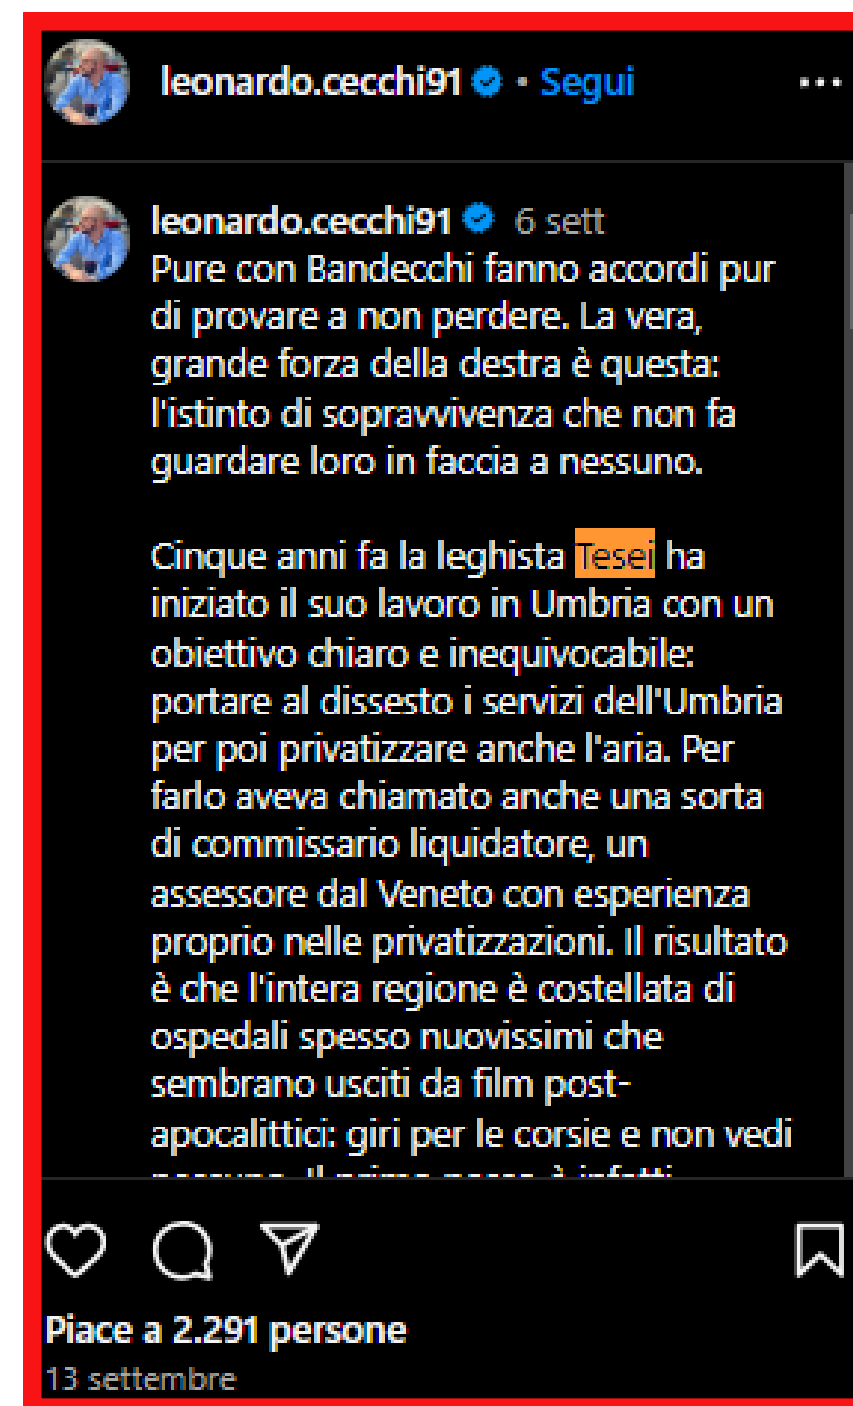 leonardo.cecchi91 • Segui
leonardo.cecchi91 6 sett
Pure con Bandecchi fanno accordi pur
di provare a non perdere. La vera,
grande forza della destra è questa:
l'istinto di sopravvivenza che non fa
guardare loro in faccia a nessuno.
Cinque anni fa la leghista Tesei ha
iniziato il suo lavoro in Umbria con un
obiettivo chiaro e inequivocabile:
portare al dissesto i servizi dell'Umbria
per poi privatizzare anche l'aria. Per
farlo aveva chiamato anche una sorta
di commissario liquidatore, un
assessore dal Veneto con esperienza
proprio nelle privatizzazioni. Il risultato
è che l'intera regione è costellata di
ospedali spesso nuovissimi che
sembrano usciti da film post-
apocalittici: giri per le corsie e non vedi
Piace a 2.291 persone
13 settembre